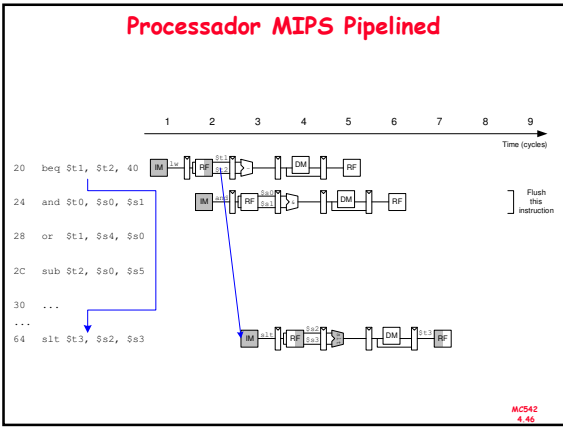 Processador MIPS Pipelined
1 2 3 4 5 6 7 8 9
Time (cycles)
20 beq $t1, $t2, 40
IM lw RF $t1 $t2 - DM RF
24 and $t0, $s0, $s1
IM and RF $s0 $s1 & DM RF
Flush
this
instruction
28 or $t1, $s4, $s0
2C sub $t2, $s0, $s5
30 ...
...
64 slt $t3, $s2, $s3
IM slt RF $s2 $s3 slt DM $t3 RF
MC542
4.46